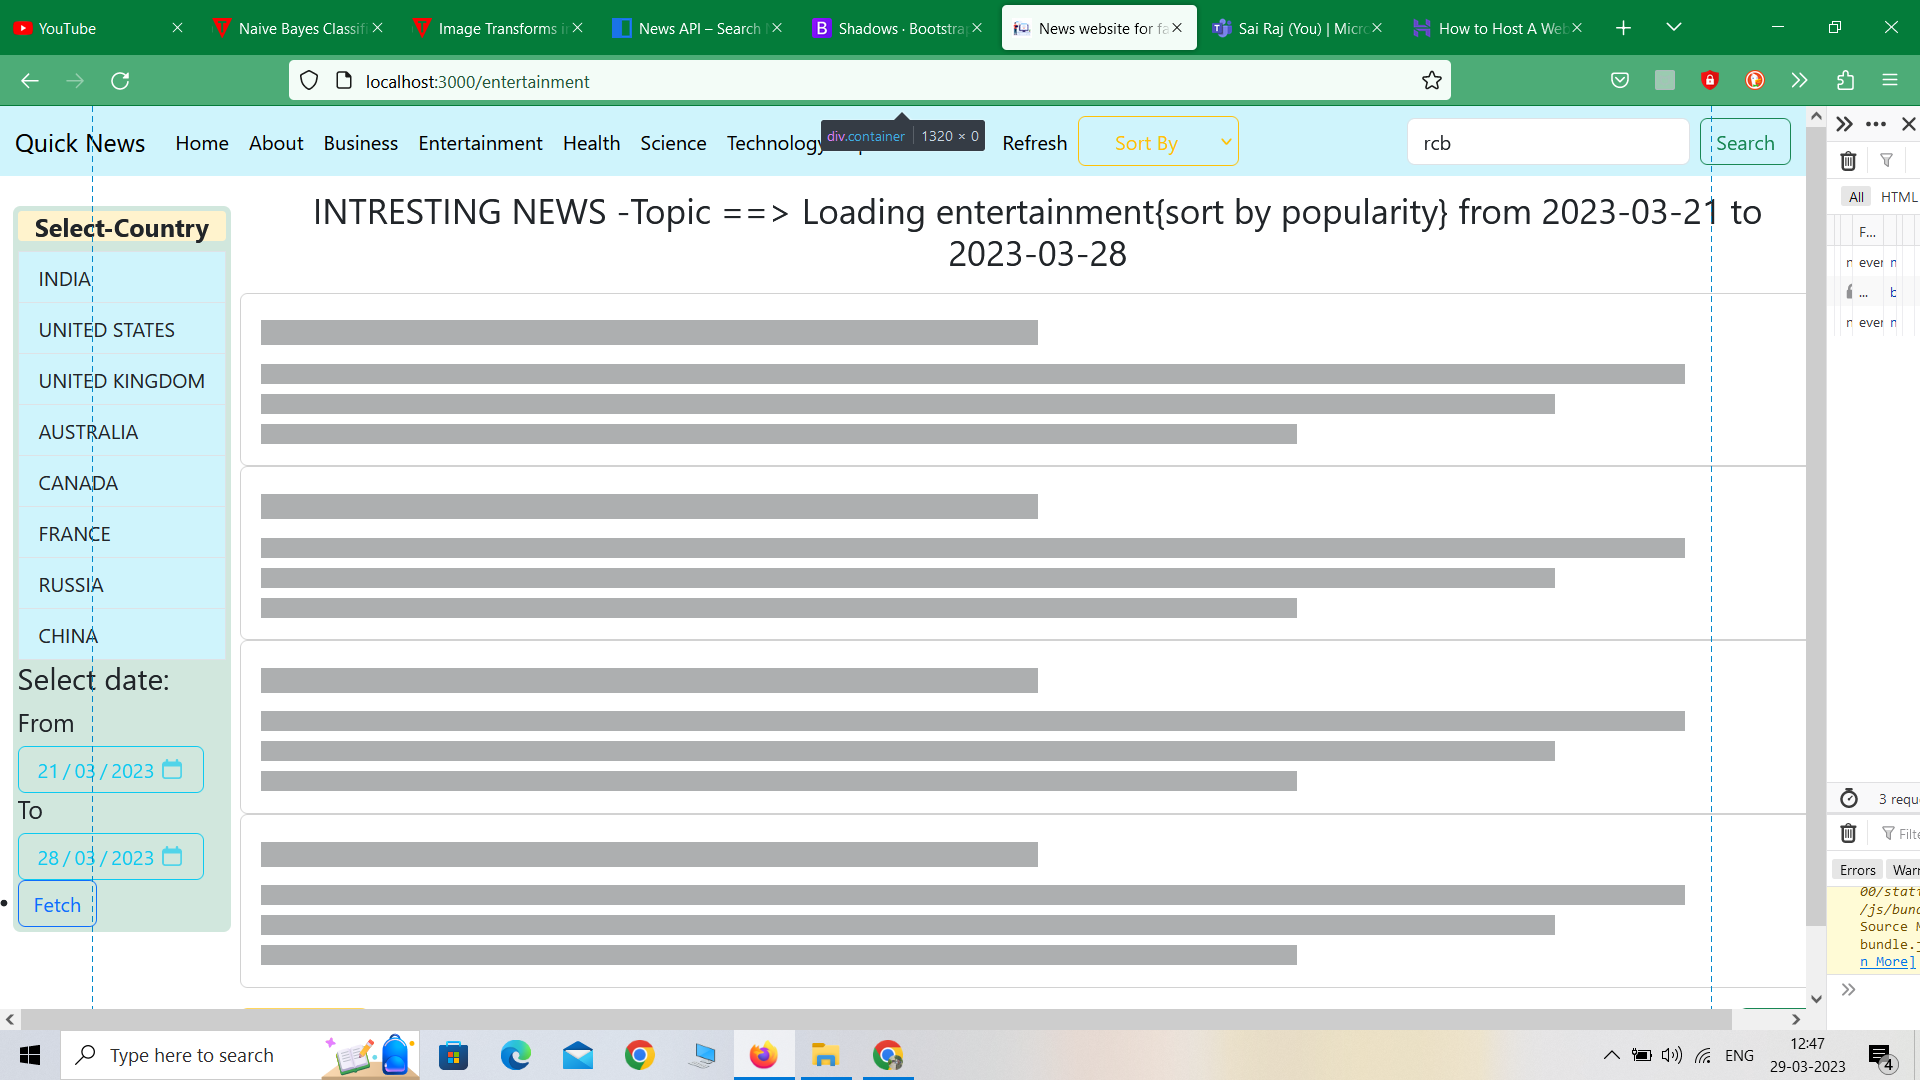 YouTube
Naive Bayes Classifi
Image Transforms in
News API – Search N
Shadows · Bootstrap
News website for fa
Sai Raj (You) | Micro
How to Host A Web
localhost:3000/entertainment
Quick News Home About Business Entertainment Health Science Technology Refresh Sort By rcb Search
div.container 1320 × 0
Select-Country
INDIA
UNITED STATES
UNITED KINGDOM
AUSTRALIA
CANADA
FRANCE
RUSSIA
CHINA
Select date:
From
21/03/2023
To
28/03/2023
Fetch
INTRESTING NEWS -Topic ==> Loading entertainment{sort by popularity} from 2023-03-21 to
2023-03-28
All HTML
F...
ever
...
b
ever
3 requ
Filte
Errors Warr
00/stat
/js/bund
Source M
bundle.j
n More]
Type here to search
ENG
12:47
29-03-2023
4